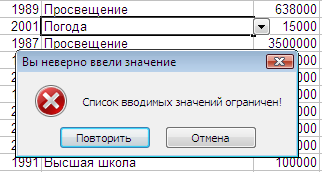 1989 Просвещение 638000
2001 Погода 15000
1987 Просвещение 3500000
Вы неверно ввели значение
Список вводимых значений ограничен!
Повторить Отмена
1991 Высшая школа 100000